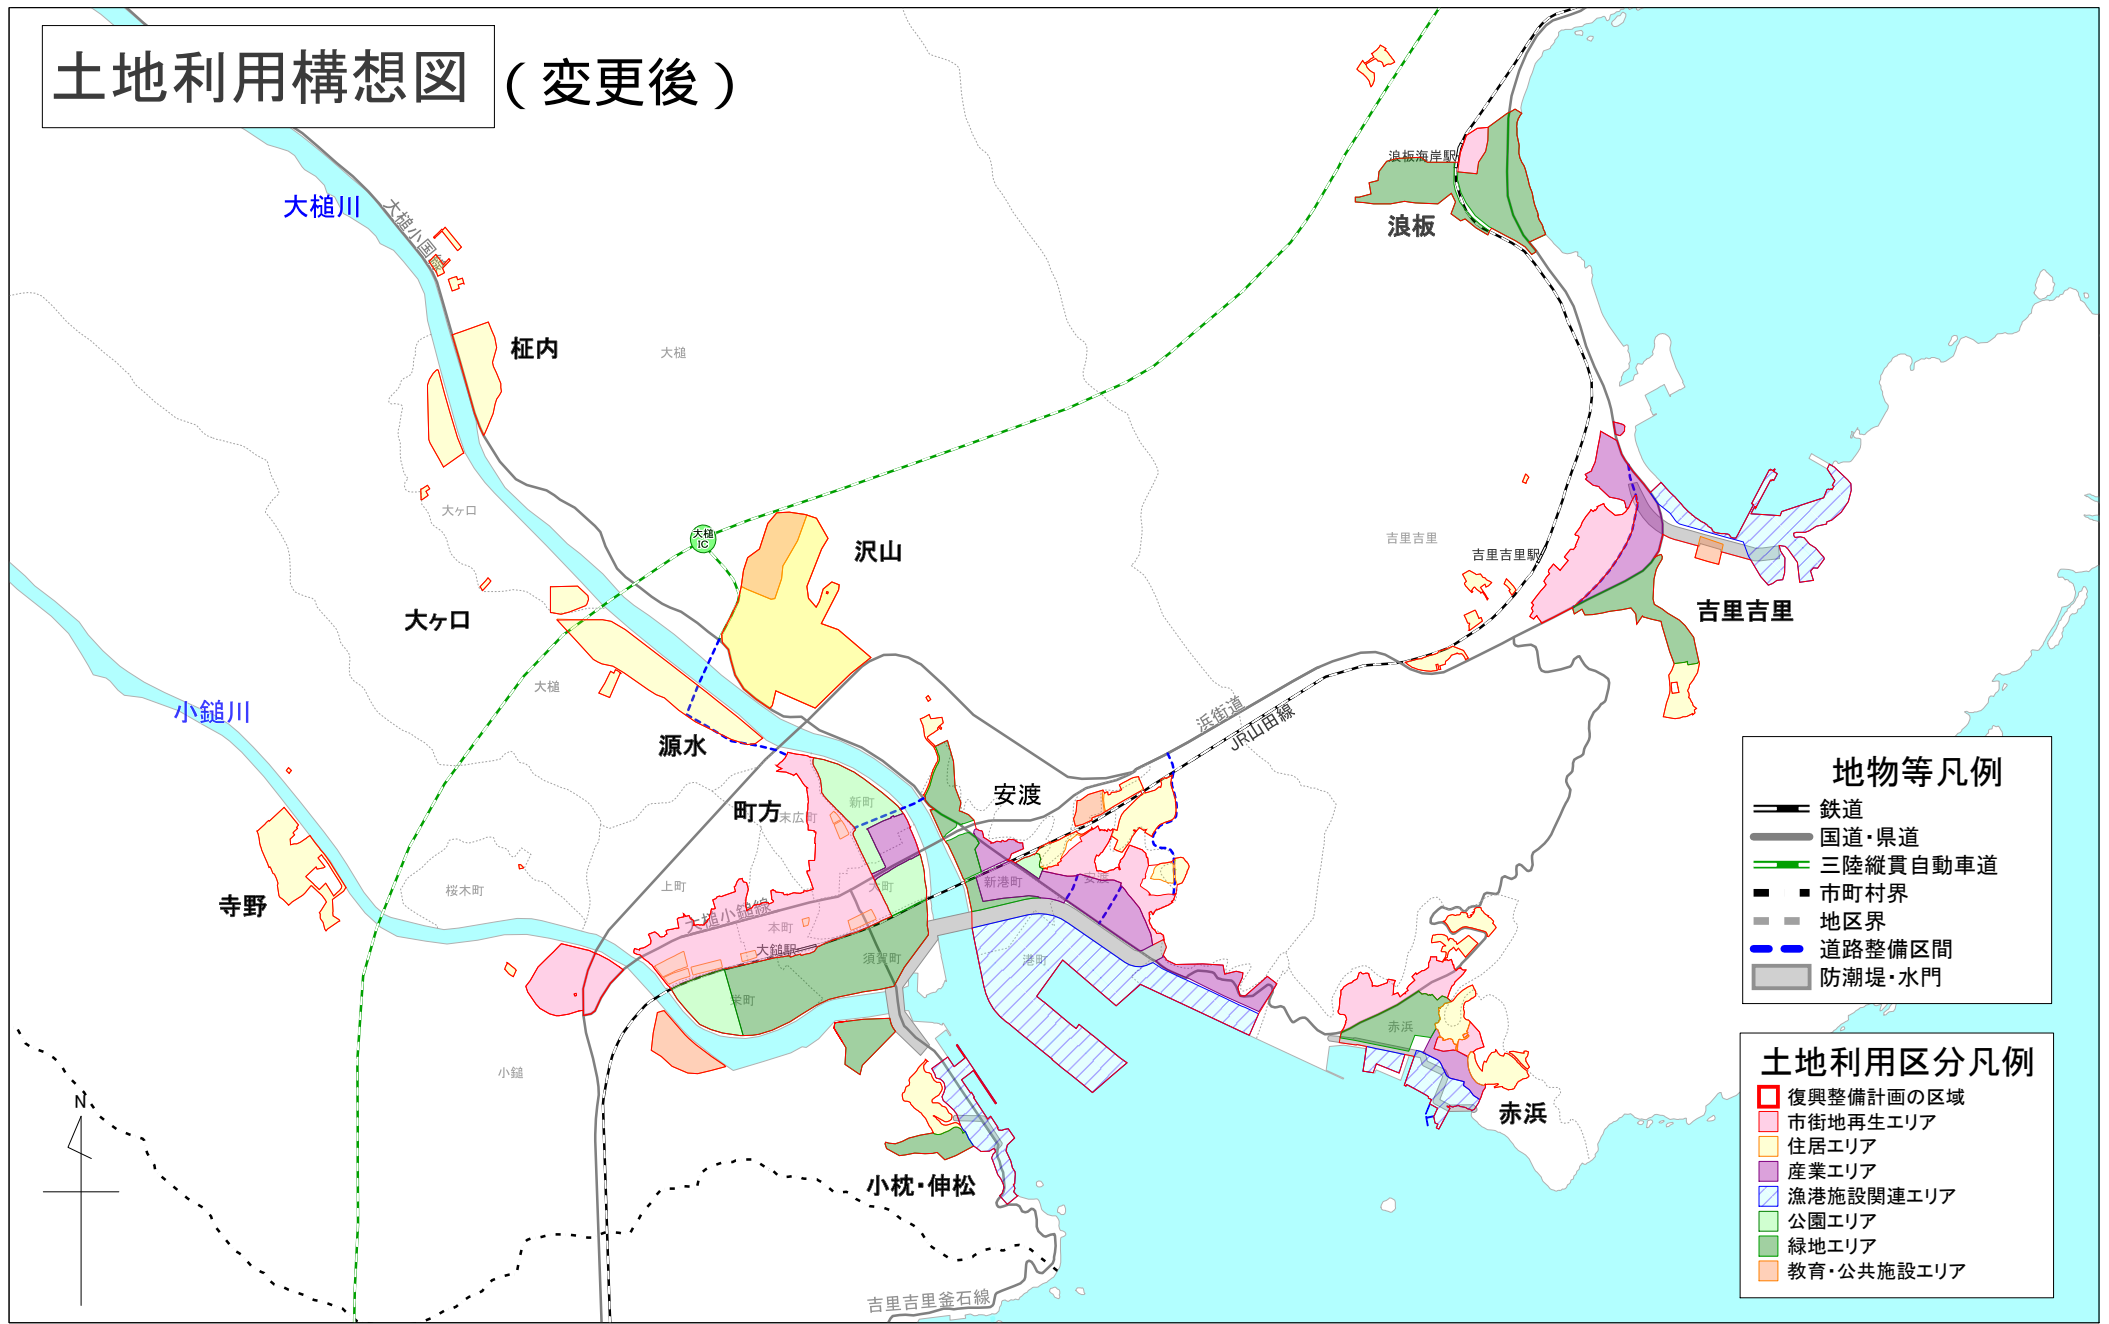 土地利用構想図
(変更後)
浪板海岸駅
浪板
大槌川
大槌小国線
柾内
大槌
大ヶ口
大槌
IC
沢山
吉里吉里
吉里吉里駅
吉里吉里
大ヶ口
大槌
小鎚川
源水
浜街道
JR山田線
安渡
町方
新町
末広町
寺野
桜木町
上町
大町
新港町
安渡
大槌小鎚線
本町
大鎚駅
須賀町
港町
栄町
赤浜
小鎚
赤浜
小枕・伸松
吉里吉里釜石線
N
地物等凡例
鉄道
国道・県道
三陸縦貫自動車道
市町村界
地区界
道路整備区間
防潮堤・水門
土地利用区分凡例
復興整備計画の区域
市街地再生エリア
住居エリア
産業エリア
漁港施設関連エリア
公園エリア
緑地エリア
教育・公共施設エリア